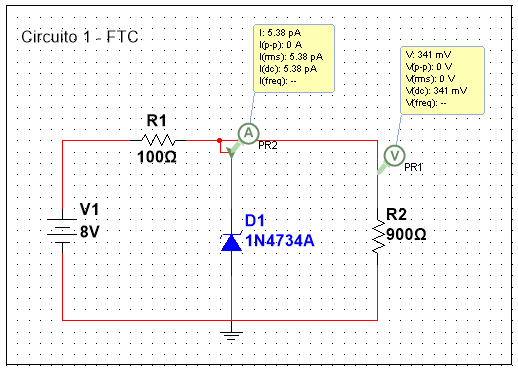 Circuito 1 - FTC
I: 5.38 pA
I(p-p): 0 A
I(rms): 5.38 pA
I(dc): 5.38 pA
I(freq): --
V: 341 mV
V(p-p): 0 V
V(rms): 0 V
V(dc): 341 mV
V(freq): --
R1
100Ω
A
PR2
V
PR1
V1
8V
D1
1N4734A
R2
900Ω